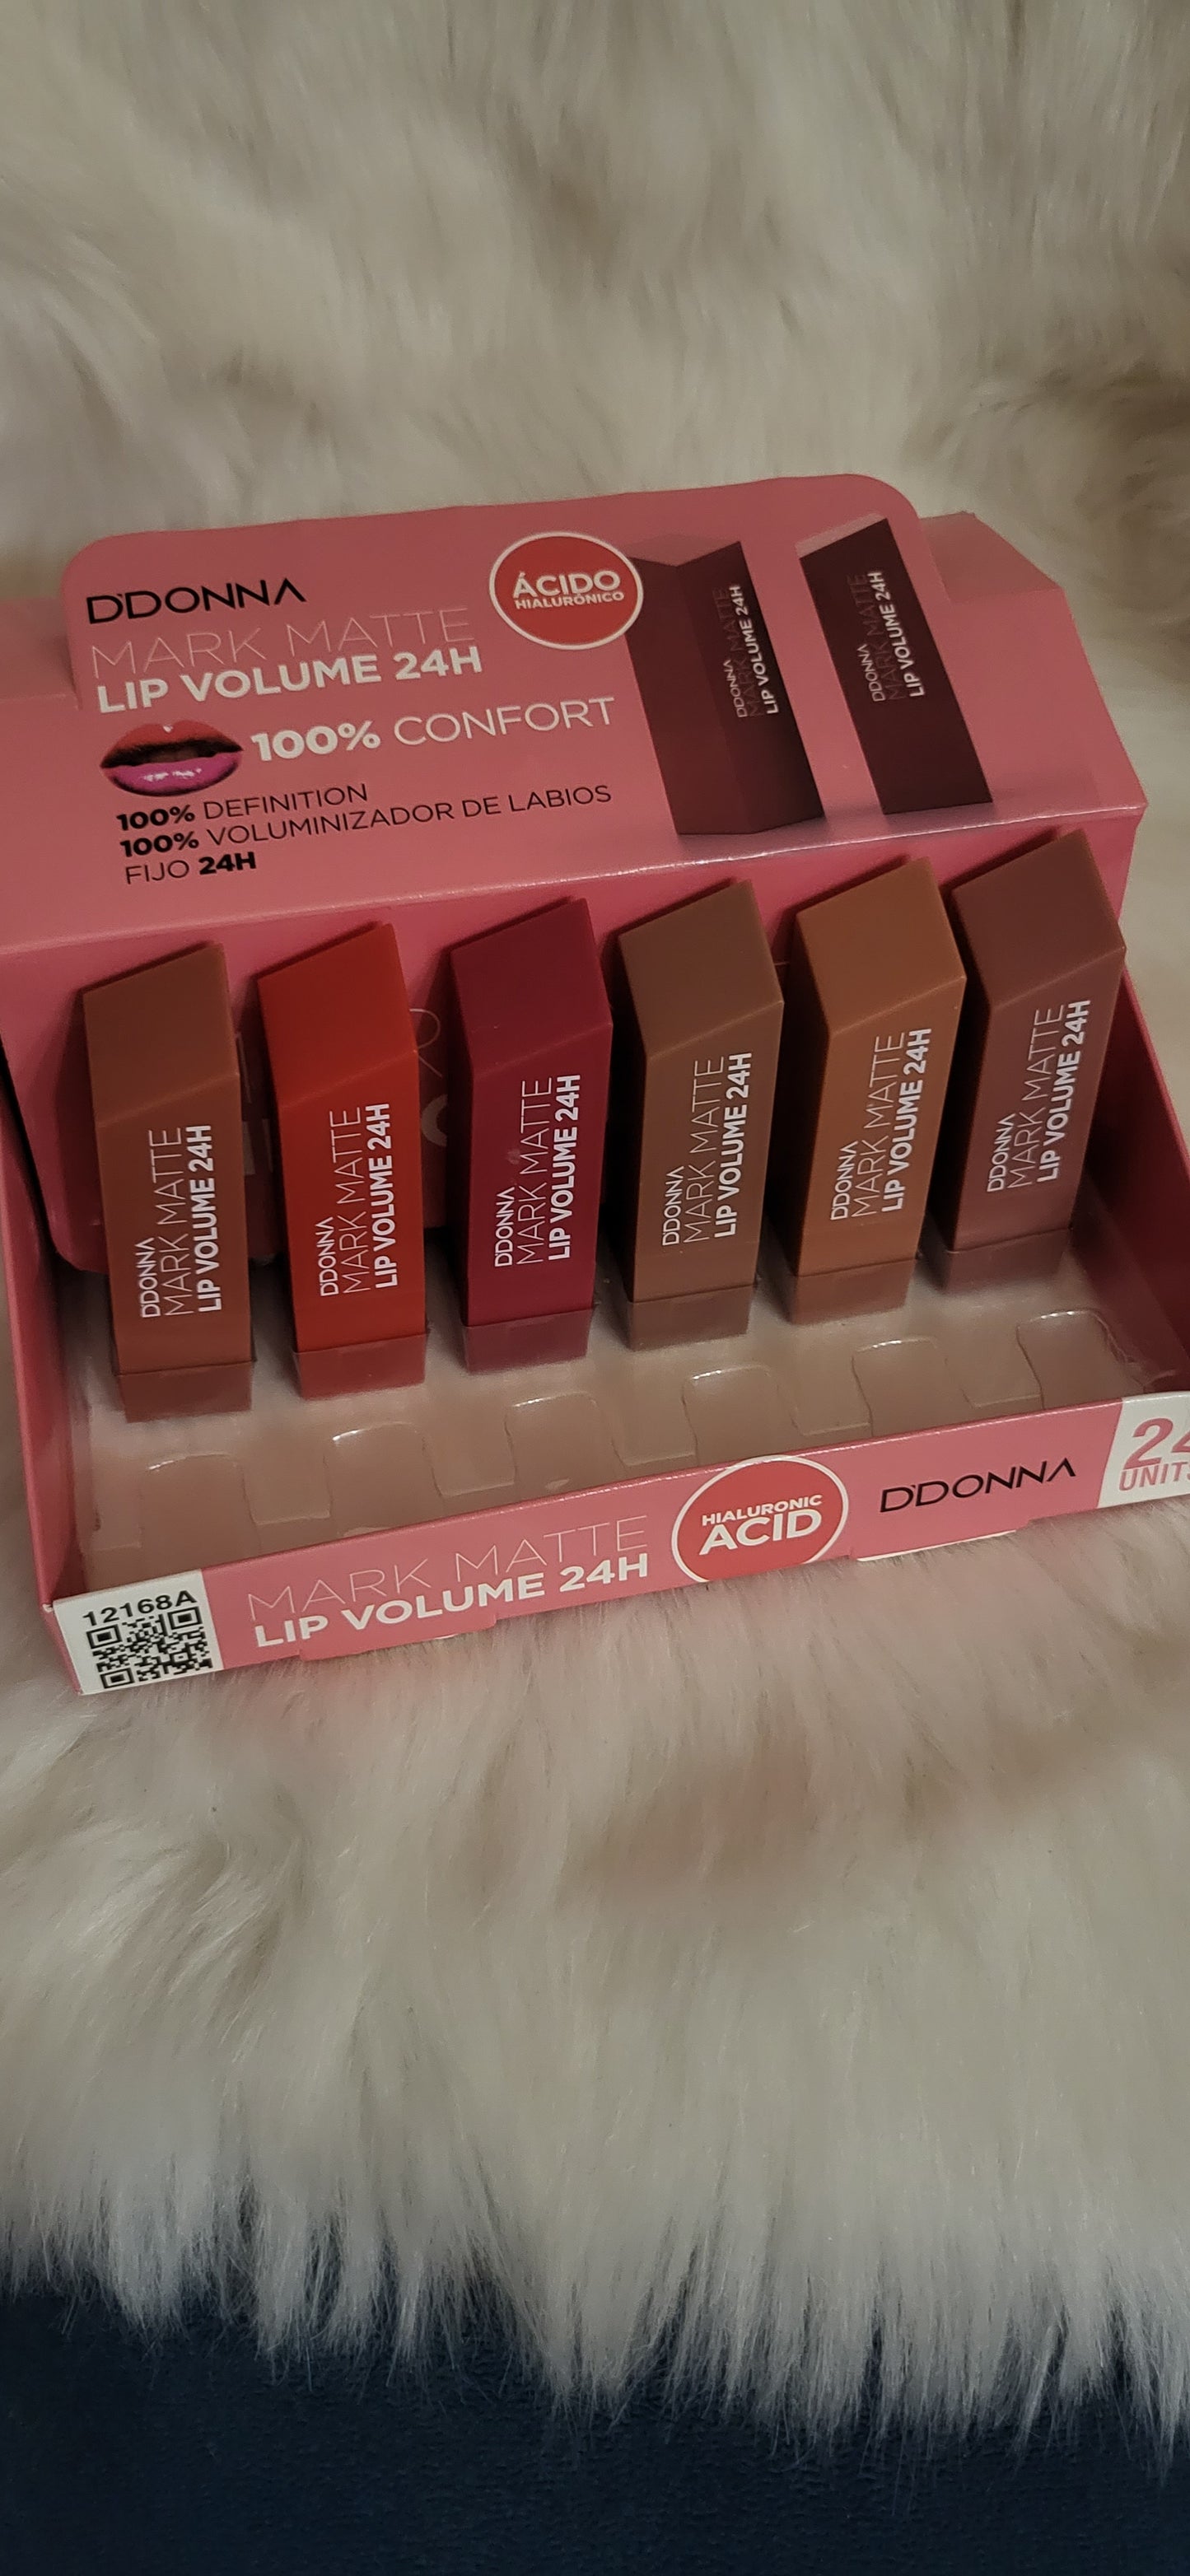 D'DONNA
MARK MATTE
LIP VOLUME 24H
ÁCIDO
HIALURÓNICO
100% CONFORT
100% DEFINITION
100% VOLUMINIZADOR DE LABIOS
FIJO 24H
DDONNA
MARK MATTE
LIP VOLUME 24H
DDONNA
MARK MATTE
LIP VOLUME 24H
D'DONNA
MARK MATTE
LIP VOLUME 24H
D'DONNA
MARK MATTE
LIP VOLUME 24H
D'DONNA
MARK MATTE
LIP VOLUME 24H
D'DONNA
MARK MATTE
LIP VOLUME 24H
D'DONNA
MARK MATTE
LIP VOLUME 24H
D'DONNA
MARK MATTE
LIP VOLUME 24H
12168A
MARK MATTE
LIP VOLUME 24H
HIALURONIC
ACID
D'DONNA